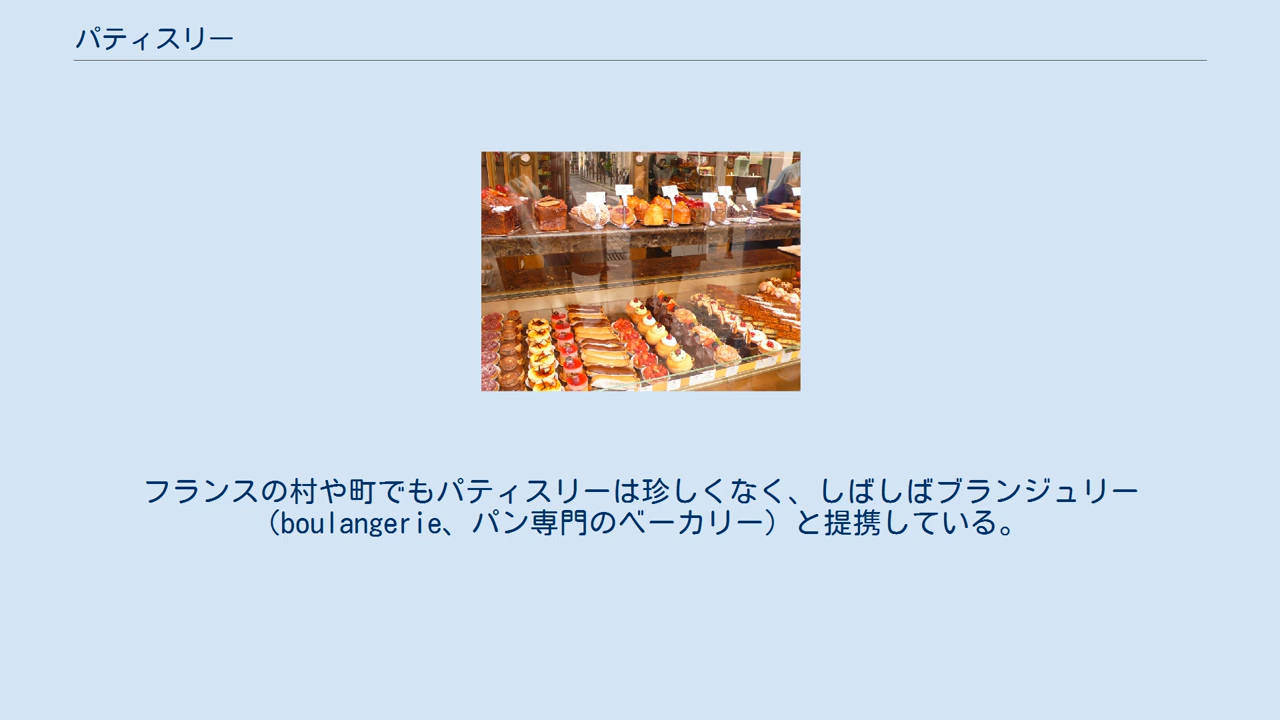 パティスリー
フランスの村や町でもパティスリーは珍しくなく、しばしばブランジュリー
（boulangerie、パン専門のベーカリー）と提携している。